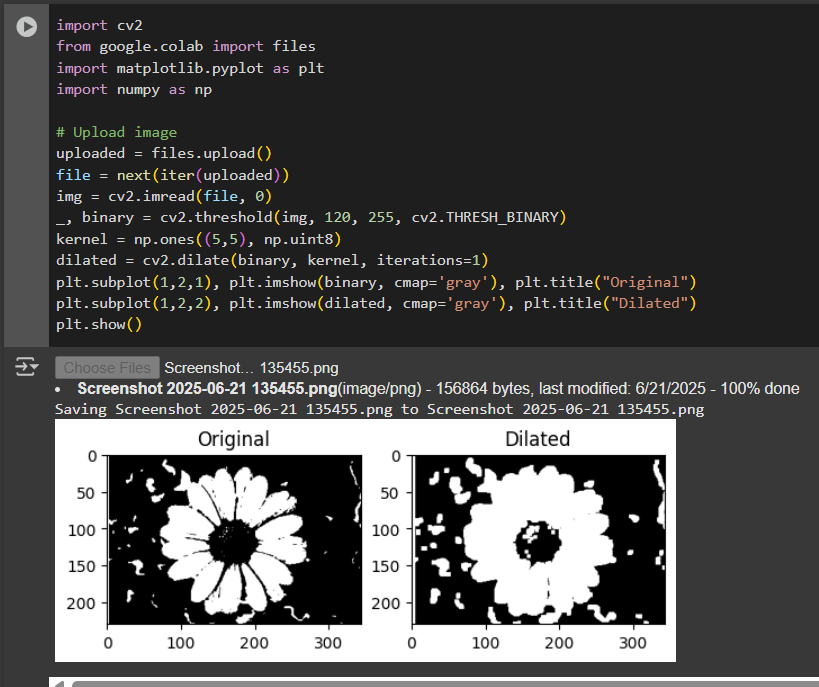 import cv2
from google.colab import files
import matplotlib.pyplot as plt
import numpy as np
# Upload image
uploaded = files.upload()
file = next(iter(uploaded))
img = cv2.imread(file, 0)
_, binary = cv2.threshold(img, 120, 255, cv2.THRESH_BINARY)
kernel = np.ones((5,5), np.uint8)
dilated = cv2.dilate(binary, kernel, iterations=1)
plt.subplot(1,2,1), plt.imshow(binary, cmap='gray'), plt.title("Original")
plt.subplot(1,2,2), plt.imshow(dilated, cmap='gray'), plt.title("Dilated")
plt.show()
Choose Files Screenshot... 135455.png
• Screenshot 2025-06-21 135455.png(image/png) - 156864 bytes, last modified: 6/21/2025 - 100% done
Saving Screenshot 2025-06-21 135455.png to Screenshot 2025-06-21 135455.png
Original Dilated
0 0
50 50
100 100
150 150
200 200
0 100 200 300 0 100 200 300